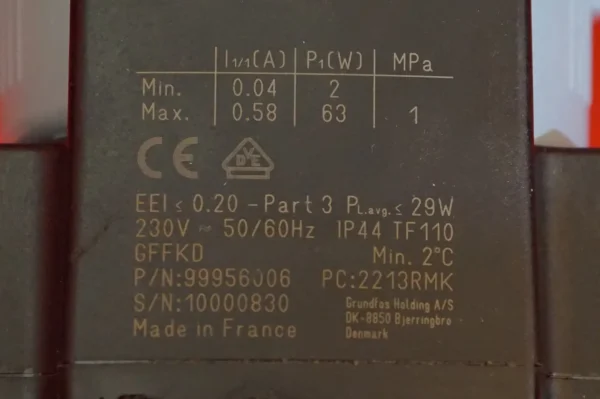 I1/1(A) P1(W) MPa
Min. 0.04 2
Max. 0.58 63 1
CE VDE
EEI ≤ 0.20 - Part 3 PL,avg. ≤ 29W
230V ~ 50/60Hz IP44 TF110
GFFKD Min. 2°C
P/N:99956006 PC:2213RMK
S/N:10000830 Grundfos Holding A/S
DK-8850 Bjerringbro
Made in France Denmark